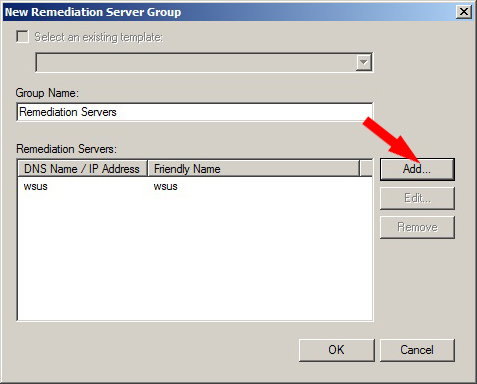 New Remediation Server Group
Select an existing template:
Group Name:
Remediation Servers
Remediation Servers:
DNS Name / IP Address Friendly Name
wsus wsus
Add...
Edit...
Remove
OK Cancel